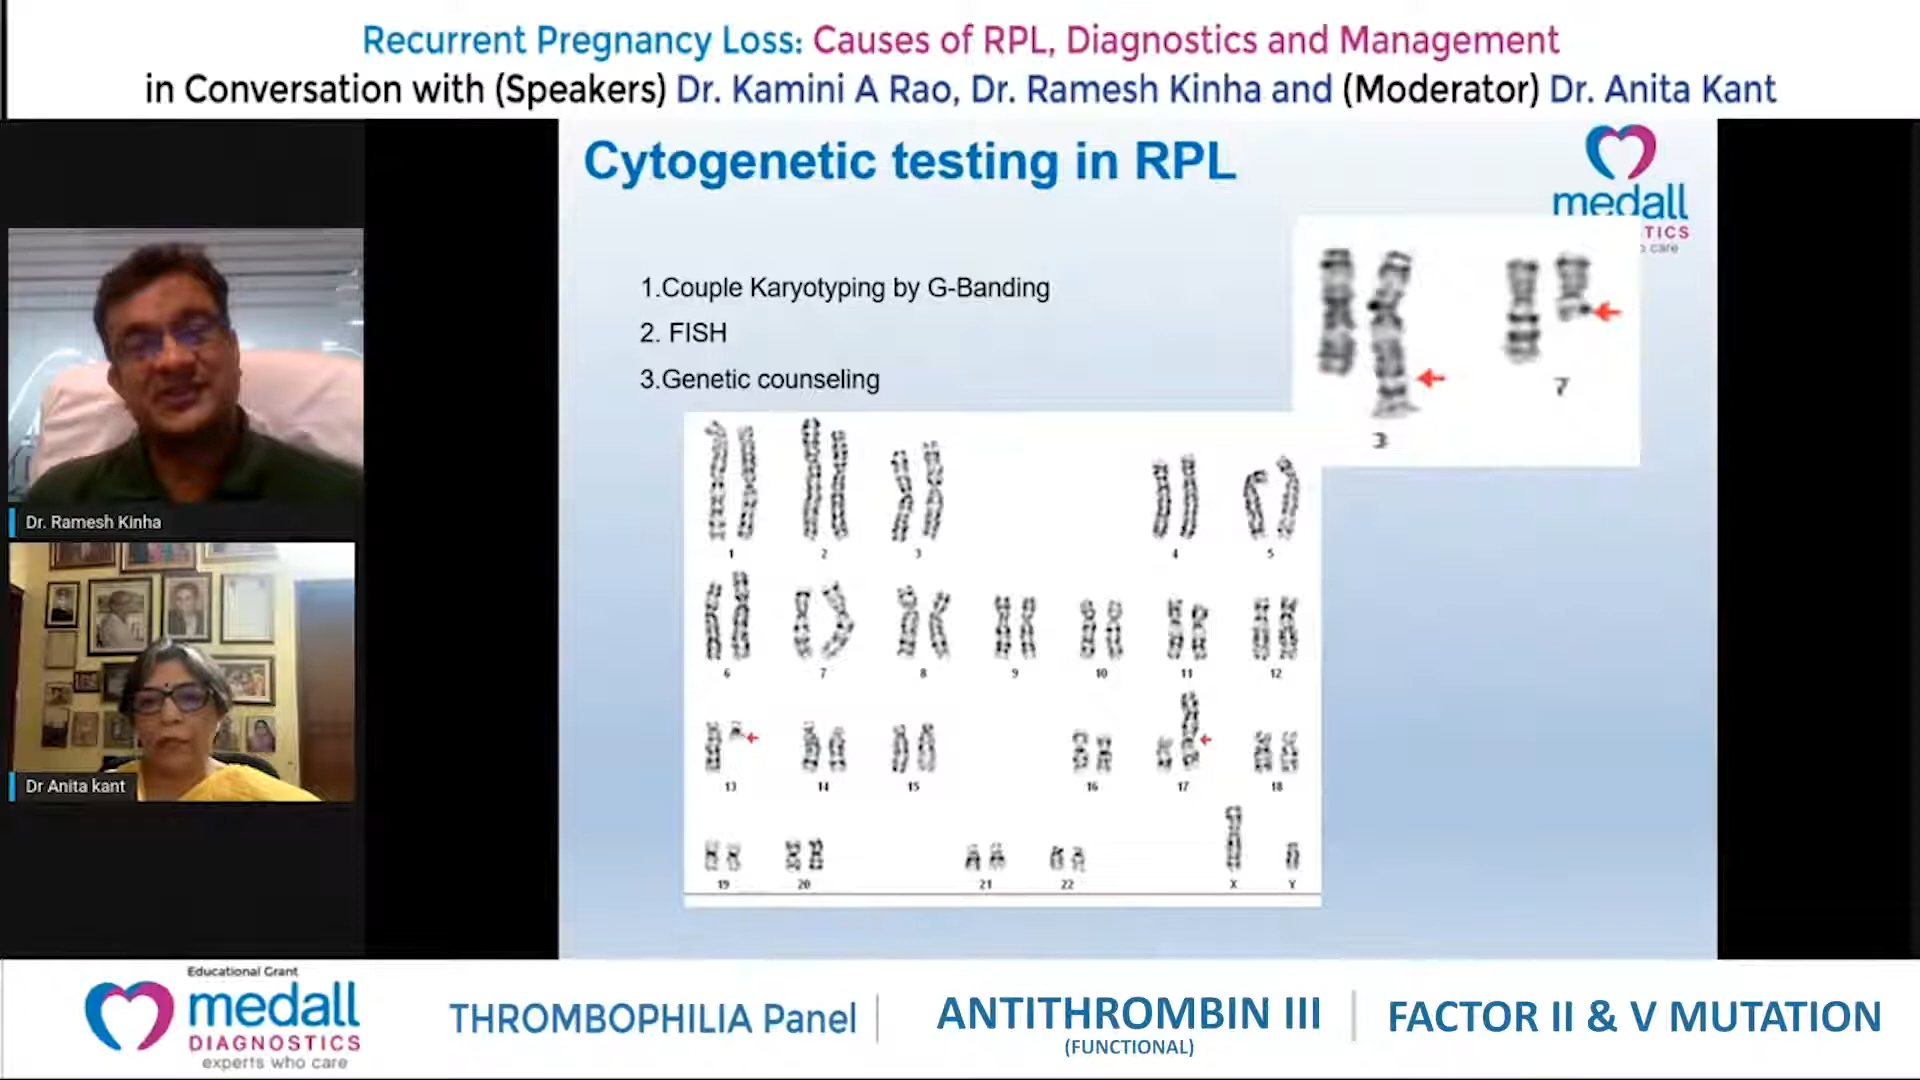 Recurrent Pregnancy Loss: Causes of RPL, Diagnostics and Management
in Conversation with (Speakers) Dr. Kamini A Rao, Dr. Ramesh Kinha and (Moderator) Dr. Anita Kant
Cytogenetic testing in RPL
medall
TICS
care
1.Couple Karyotyping by G-Banding
2. FISH
3.Genetic counseling
3
7
1 2 3 4 5
6 7 8 9 10 11 12
13 14 15 16 17 18
19 20 21 22 X Y
Dr. Ramesh Kinha
Dr Anita kant
Educational Grant
medall
DIAGNOSTICS
experts who care
THROMBOPHILIA Panel
ANTITHROMBIN III
(FUNCTIONAL)
FACTOR II & V MUTATION